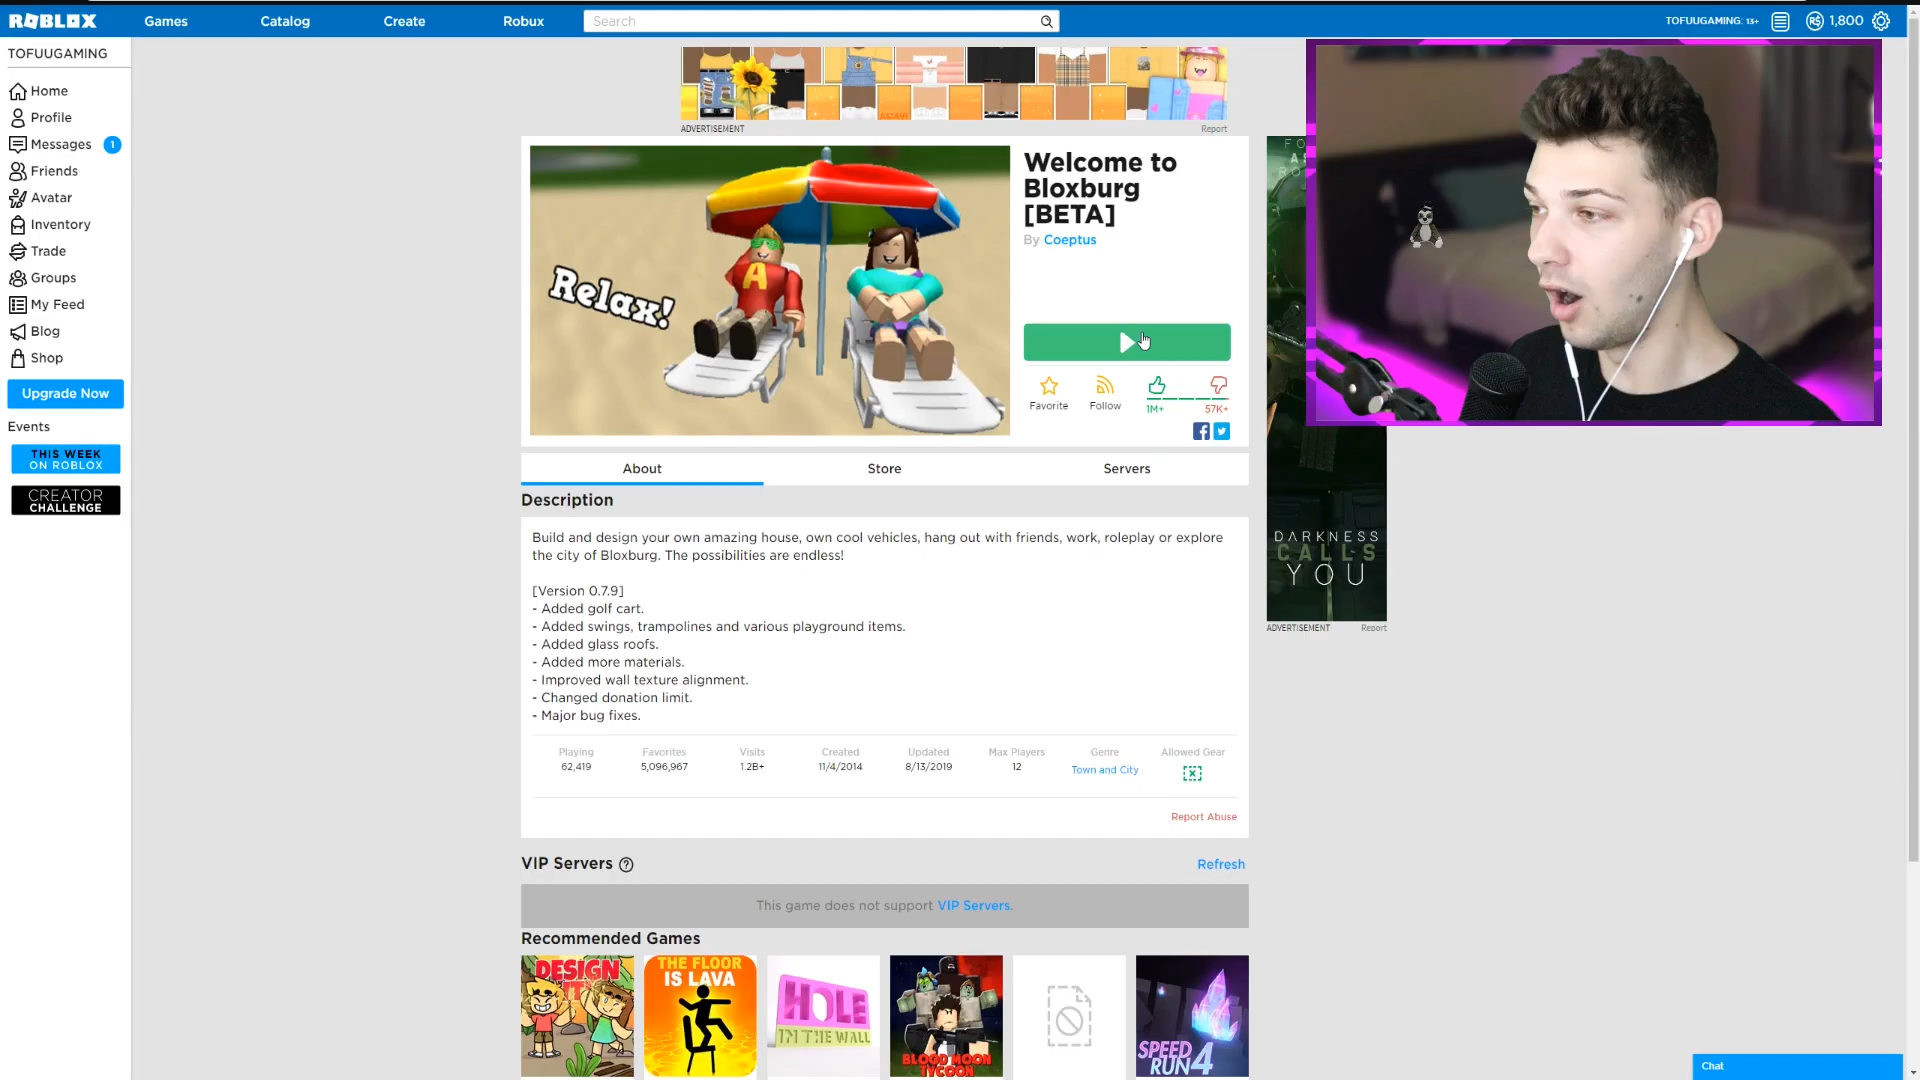 ROBLOX
Games
Catalog
Create
Robux
Search
TOFUUGAMING: 13+
1,800
TOFUUGAMING
Home
Profile
Messages
1
Friends
Avatar
Inventory
Trade
Groups
My Feed
Blog
Shop
Upgrade Now
Events
THIS WEEK
ON ROBLOX
CREATOR
CHALLENGE
ADVERTISEMENT
Report
Relax!
A
Welcome to
Bloxburg
[BETA]
By Coeptus
Favorite
Follow
1M+
57K+
About
Store
Servers
Description
Build and design your own amazing house, own cool vehicles, hang out with friends, work, roleplay or explore
the city of Bloxburg. The possibilities are endless!
[Version 0.7.9]
- Added golf cart.
- Added swings, trampolines and various playground items.
- Added glass roofs.
- Added more materials.
- Improved wall texture alignment.
- Changed donation limit.
- Major bug fixes.
Playing
62,419
Favorites
5,096,967
Visits
1.2B+
Created
11/4/2014
Updated
8/13/2019
Max Players
12
Genre
Town and City
Allowed Gear
Report Abuse
DARKNESS
CALLS
YOU
ADVERTISEMENT
Report
VIP Servers
Refresh
This game does not support VIP Servers.
Recommended Games
DESIGN
IT
THE FLOOR
IS LAVA
HOLE
IN THE WALL
BLOOD MOON
TYCOON
SPEED
RUN 4
Chat